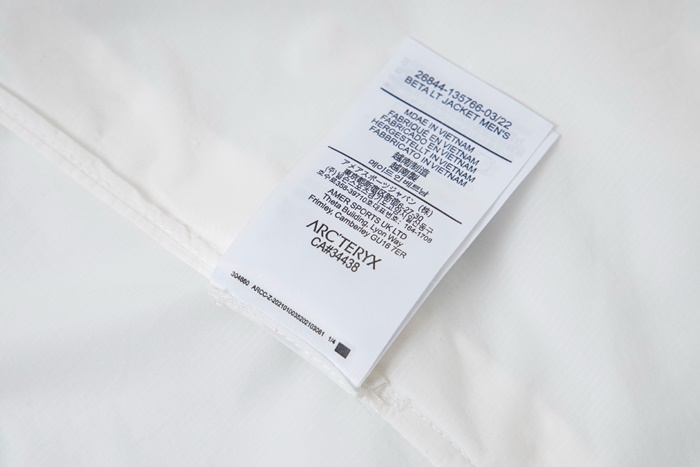 26844-135766-03/22
BETA LT JACKET MEN'S
MDAE IN VIETNAM
FABRIQUÉ EN VIETNAM
FABRICADO EN VIETNAM
HERGESTELLT IN VIETNAM
FABBRICATO IN VIETNAM
越南制造
越南製
메이드인베트남
アメアスポーツジャパン (株)
AMER SPORTS UK LTD
Theta Building, Lyon Way
Frimley, Camberley GU16 7ER
ARC'TERYX
CA#34438
304860 ARCC-Z-2021010035202103081 1/4